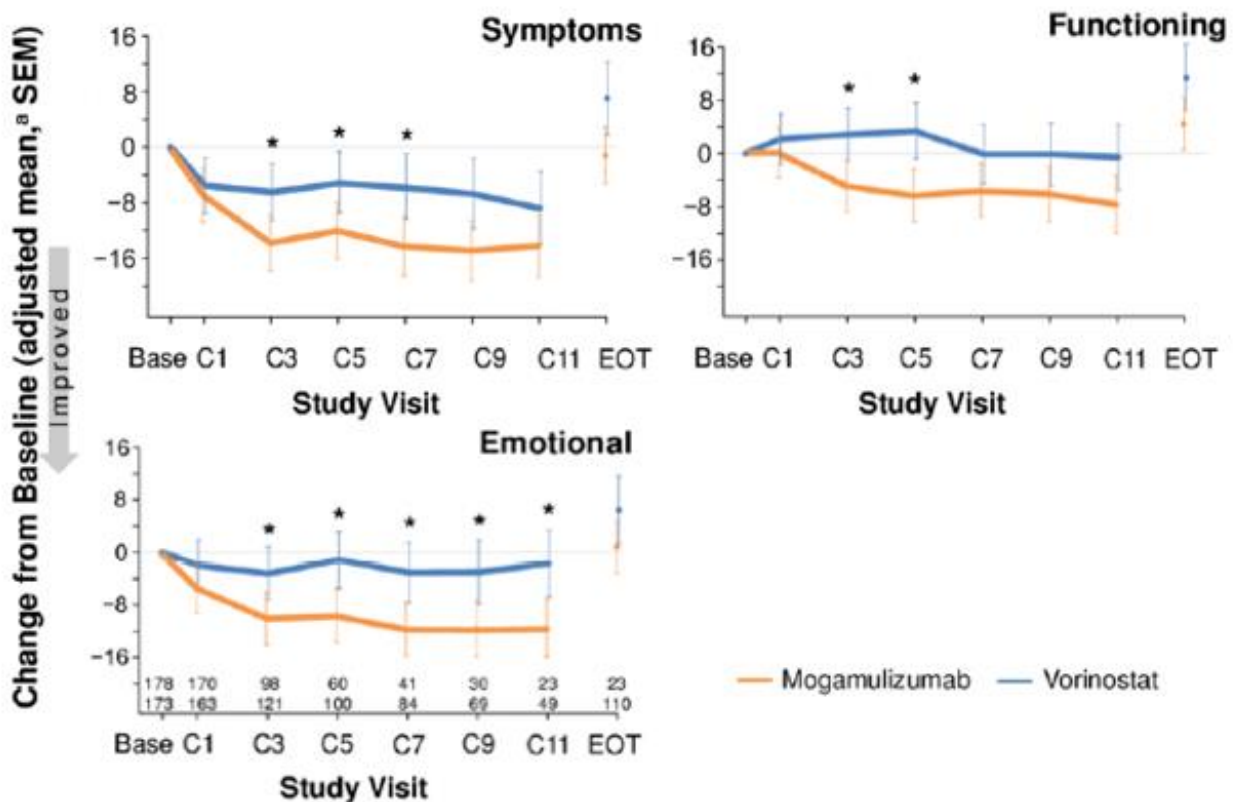 Change from Baseline (adjusted mean,ª SEM)
Improved
Symptoms
16
8
0
−8
−16
*
*
*
Base C1 C3 C5 C7 C9 C11 EOT
Study Visit
Functioning
16
8
0
−8
−16
*
*
Base C1 C3 C5 C7 C9 C11 EOT
Study Visit
Emotional
16
8
0
−8
−16
*
*
*
*
*
178 170 98 60 41 30 23 23
173 163 121 100 84 69 49 110
Base C1 C3 C5 C7 C9 C11 EOT
Study Visit
Mogamulizumab Vorinostat